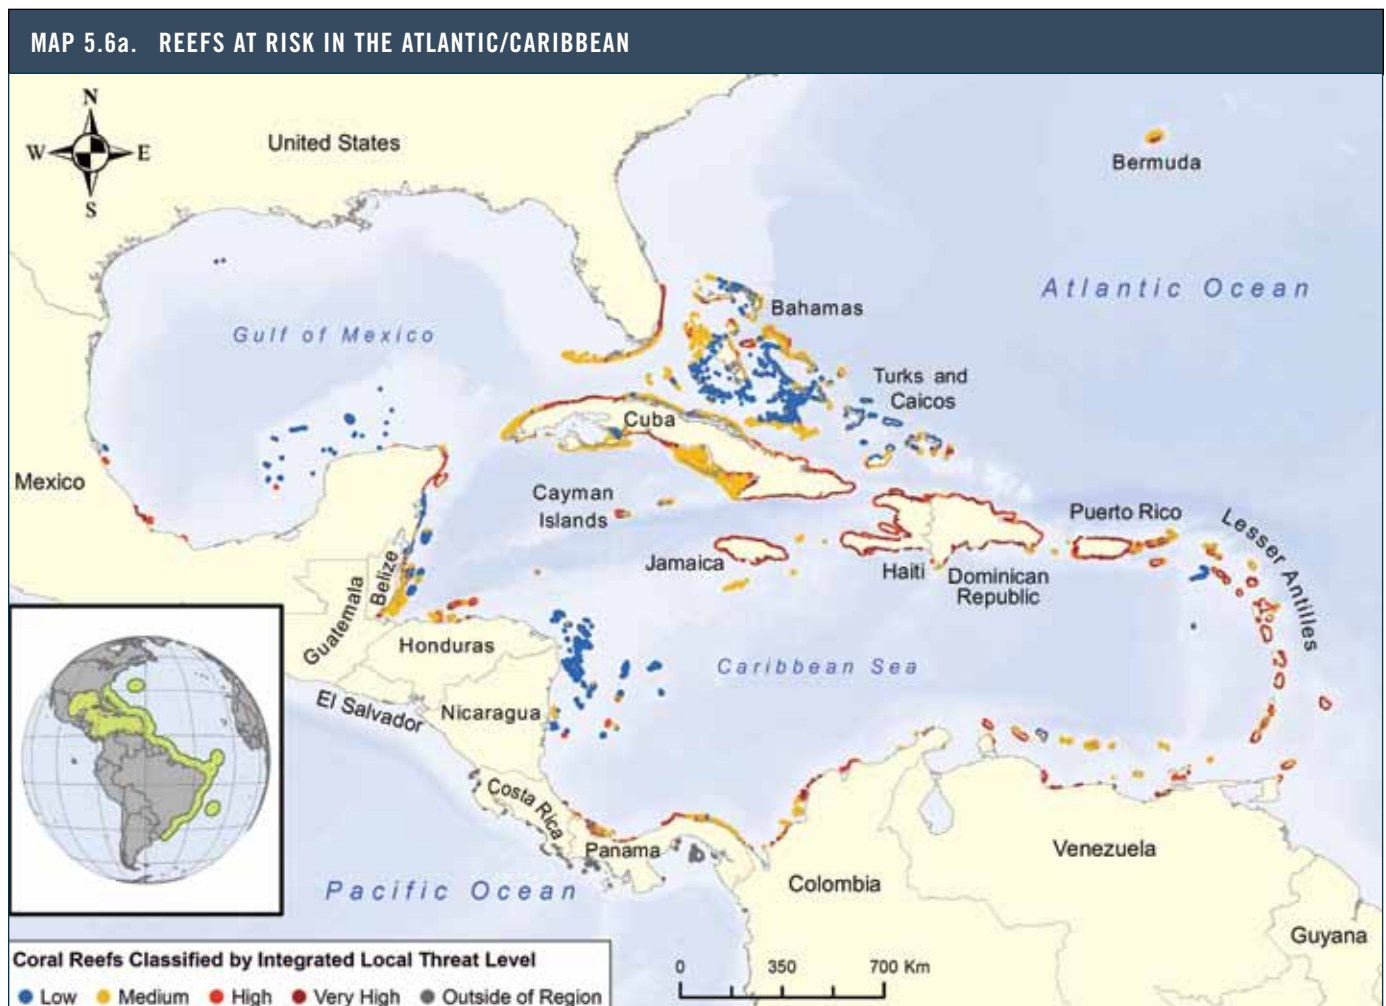 MAP 5.6a. REEFS AT RISK IN THE ATLANTIC/CARIBBEAN
N
W E
S
United States
Bermuda
Atlantic Ocean
Bahamas
Gulf of Mexico
Turks and
Caicos
Cuba
Mexico
Cayman
Islands
Puerto Rico
Lesser Antilles
Jamaica
Haiti
Dominican
Republic
Belize
Guatemala
Honduras
Caribbean Sea
El Salvador
Nicaragua
Costa Rica
Panama
Venezuela
Colombia
Pacific Ocean
Guyana
Coral Reefs Classified by Integrated Local Threat Level
Low Medium High Very High Outside of Region
0 350 700 Km